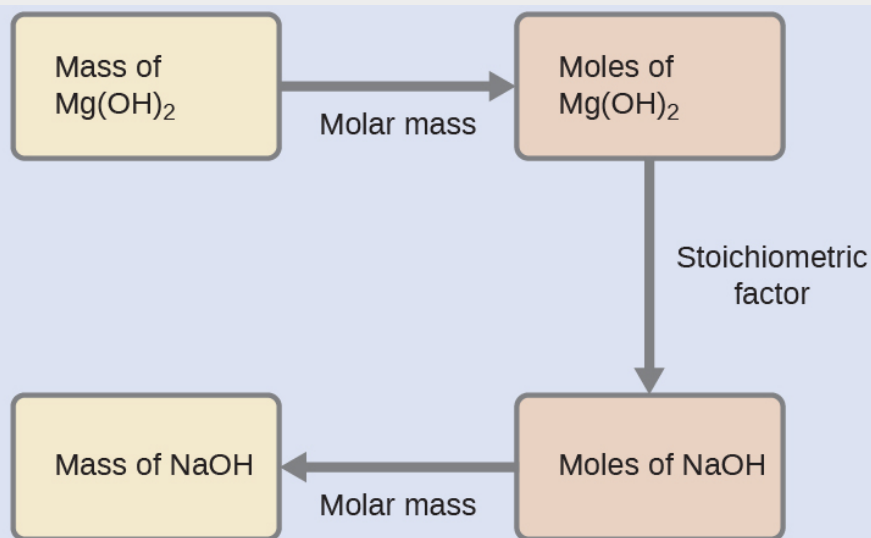 Mass of
Mg(OH)₂
Molar mass
Moles of
Mg(OH)₂
Stoichiometric
factor
Moles of NaOH
Molar mass
Mass of NaOH